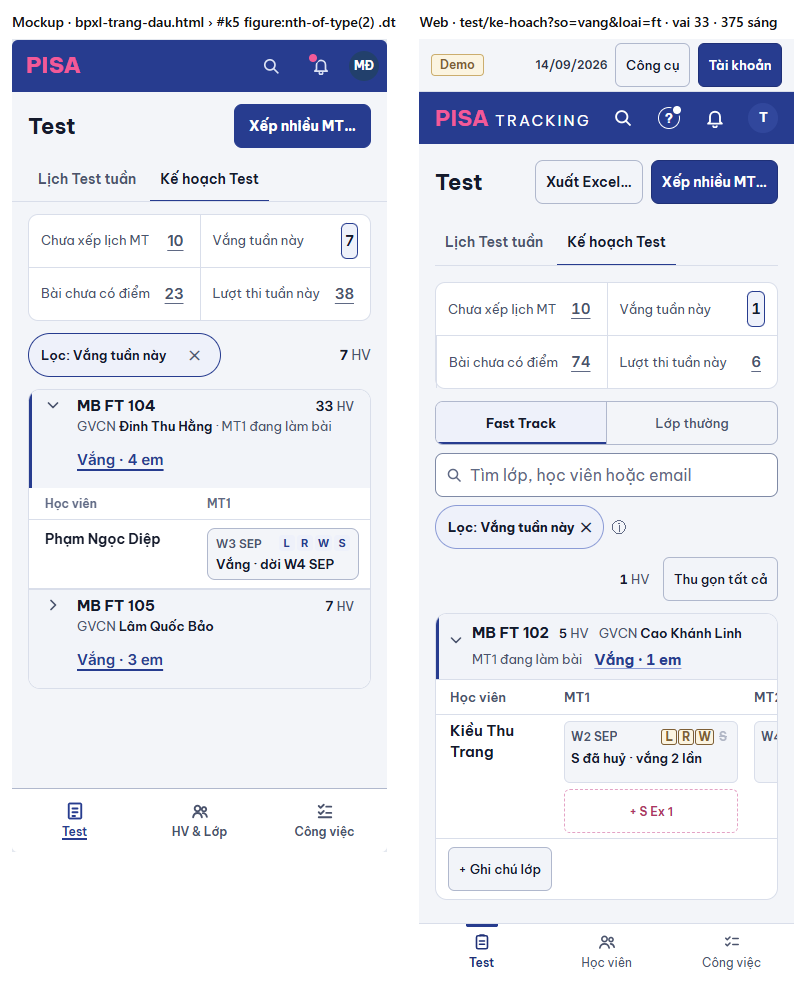 Mockup · bpxl-trang-dau.html › #k5 figure:nth-of-type(2) .dt
PISA
MĐ
Test
Xếp nhiều MT...
Lịch Test tuần
Kế hoạch Test
Chưa xếp lịch MT 10
Vắng tuần này 7
Bài chưa có điểm 23
Lượt thi tuần này 38
Lọc: Vắng tuần này
7 HV
MB FT 104
33 HV
GVCN Đinh Thu Hằng · MT1 đang làm bài
Vắng · 4 em
Học viên
MT1
Phạm Ngọc Diệp
W3 SEP L R W S
Vắng · dời W4 SEP
MB FT 105
7 HV
GVCN Lâm Quốc Bảo
Vắng · 3 em
Test
HV & Lớp
Công việc
Web · test/ke-hoach?so=vang&loai=ft · vai 33 · 375 sáng
Demo
14/09/2026
Công cụ
Tài khoản
PISA TRACKING
?
T
Test
Xuất Excel...
Xếp nhiều MT...
Lịch Test tuần
Kế hoạch Test
Chưa xếp lịch MT 10
Vắng tuần này 1
Bài chưa có điểm 74
Lượt thi tuần này 6
Fast Track
Lớp thường
Tìm lớp, học viên hoặc email
Lọc: Vắng tuần này
1 HV
Thu gọn tất cả
MB FT 102 5 HV GVCN Cao Khánh Linh
MT1 đang làm bài Vắng · 1 em
Học viên
MT1
MT2
Kiều Thu
Trang
W2 SEP L R W S
W4
S đã huỷ · vắng 2 lần
+ S Ex 1
+ Ghi chú lớp
Test
Học viên
Công việc